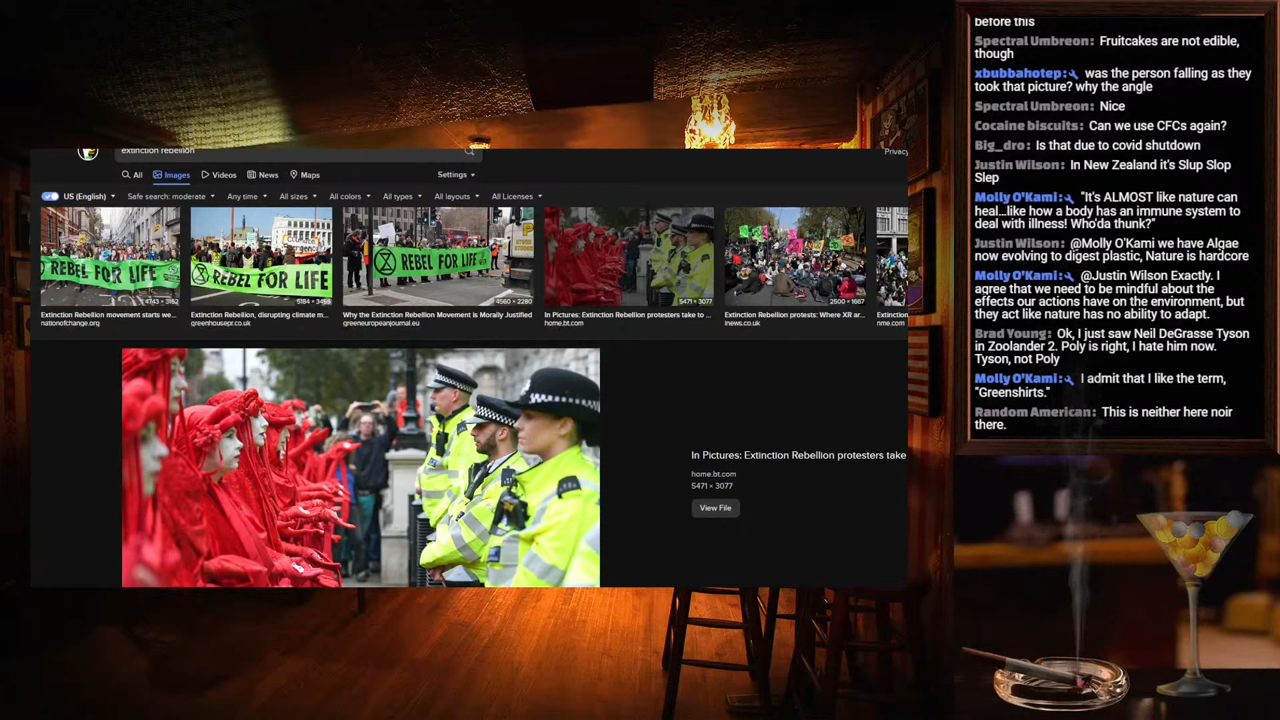 extinction rebellion
Privacy
All Images Videos News Maps Settings
US (English) Safe search: moderate Any time All sizes All colors All types All layouts All Licenses
REBEL FOR LIFE
REBEL FOR LIFE
REBEL FOR LIFE
4743 × 3162
5184 × 3456
4560 × 2280
5471 × 3077
2500 × 1667
Extinction Rebellion movement starts we...
nationofchange.org
Extinction Rebellion, disrupting climate m...
greenhousepr.co.uk
Why the Extinction Rebellion Movement is Morally Justified
greeneuropeanjournal.eu
In Pictures: Extinction Rebellion protesters take to ...
home.bt.com
Extinction Rebellion protests: Where XR ar...
inews.co.uk
Extinction
nme.com
In Pictures: Extinction Rebellion protesters take
home.bt.com
5471 × 3077
View File
before this
Spectral Umbreon: Fruitcakes are not edible,
though
xbubbahotep: was the person falling as they
took that picture? why the angle
Spectral Umbreon: Nice
Cocaine biscuits: Can we use CFCs again?
Big_dro: Is that due to covid shutdown
Justin Wilson: In New Zealand it's Slup Slop
Slep
Molly O'Kami: "It's ALMOST like nature can
heal...like how a body has an immune system to
deal with illness! Who'da thunk?"
Justin Wilson: @Molly O'Kami we have Algae
now evolving to digest plastic, Nature is hardcore
Molly O'Kami: @Justin Wilson Exactly. I
agree that we need to be mindful about the
effects our actions have on the environment, but
they act like nature has no ability to adapt.
Brad Young: Ok, I just saw Neil DeGrasse Tyson
in Zoolander 2. Poly is right, I hate him now.
Tyson, not Poly
Molly O'Kami: I admit that I like the term,
"Greenshirts."
Random American: This is neither here noir
there.